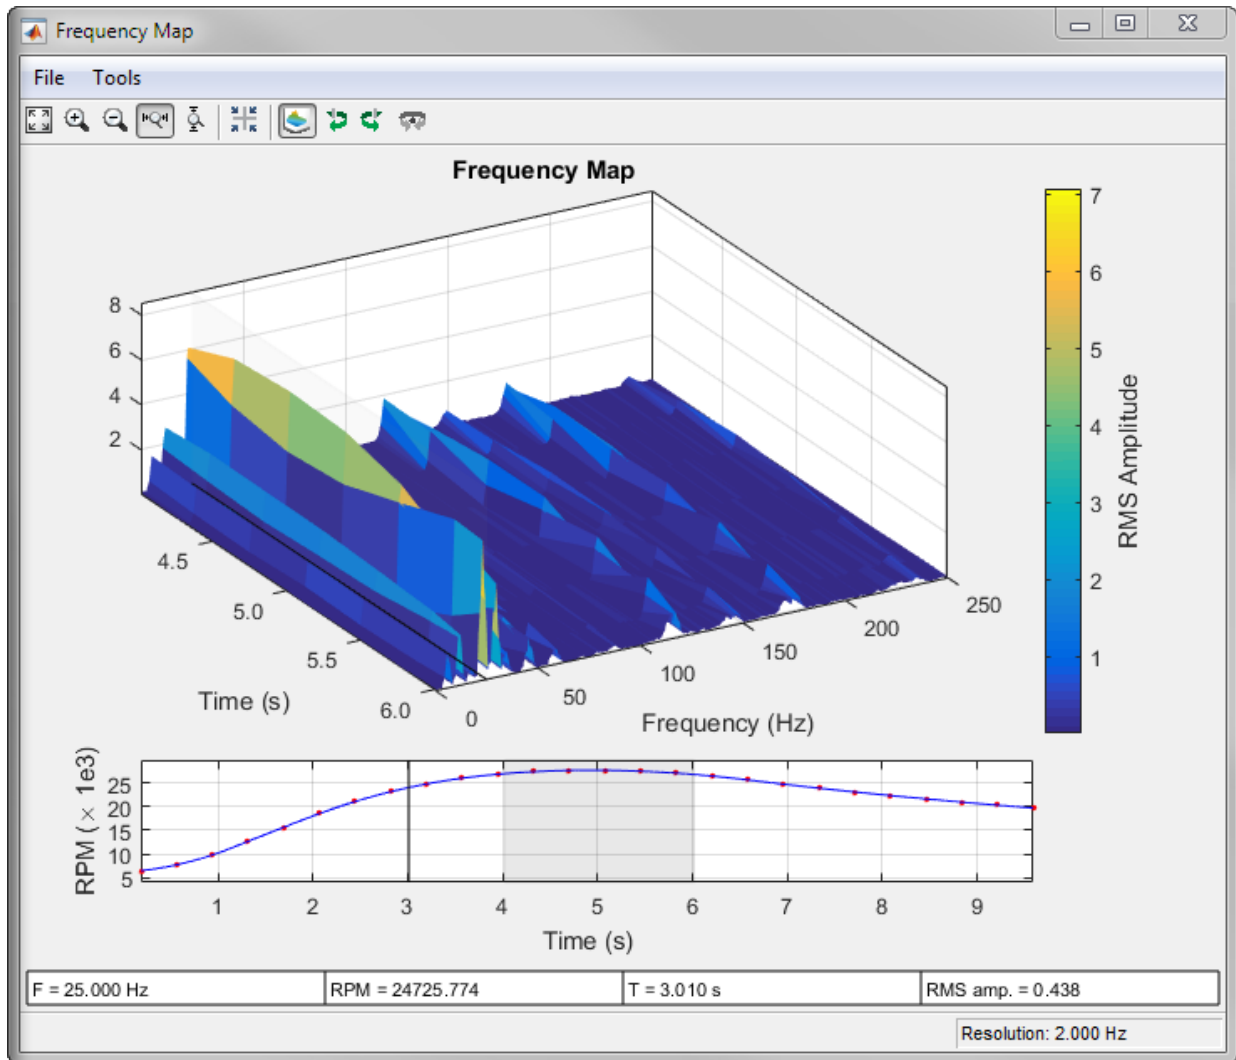 Frequency Map
File Tools
Frequency Map
8
6
4
2
4.5
5.0
5.5
6.0
Time (s)
0
50
100
150
200
250
Frequency (Hz)
7
6
5
4
3
2
1
RMS Amplitude
RPM ( × 1e3)
25
20
15
10
5
1 2 3 4 5 6 7 8 9
Time (s)
F = 25.000 Hz RPM = 24725.774 T = 3.010 s RMS amp. = 0.438
Resolution: 2.000 Hz